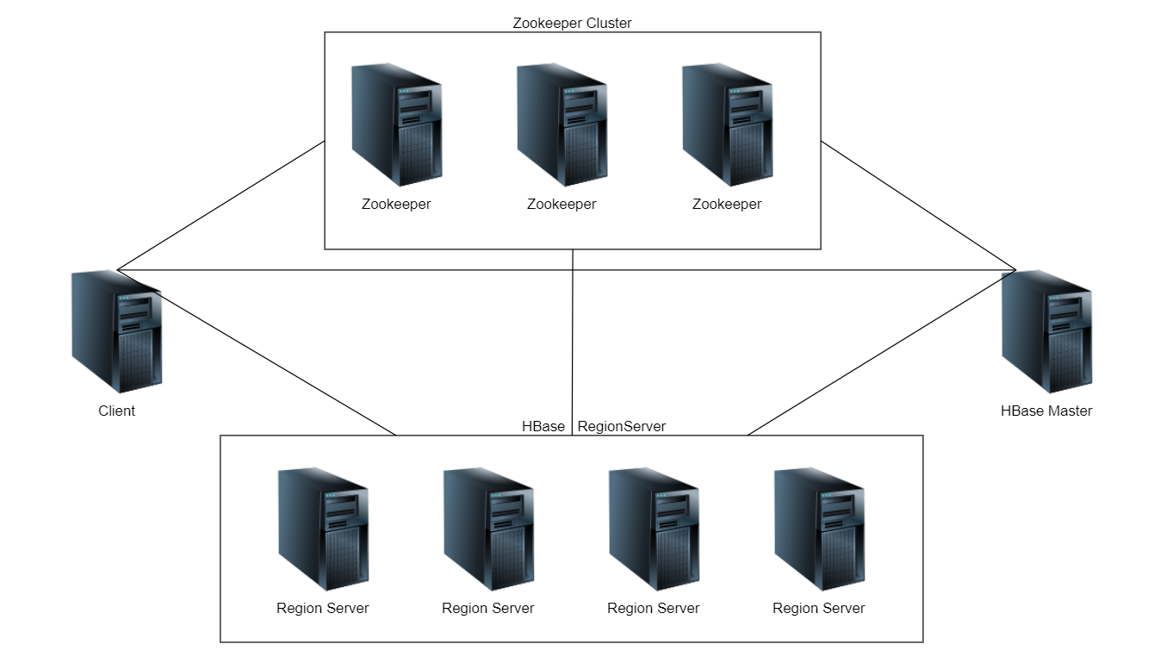 Zookeeper Cluster
Zookeeper
Zookeeper
Zookeeper
Client
HBase Master
HBase RegionServer
Region Server
Region Server
Region Server
Region Server